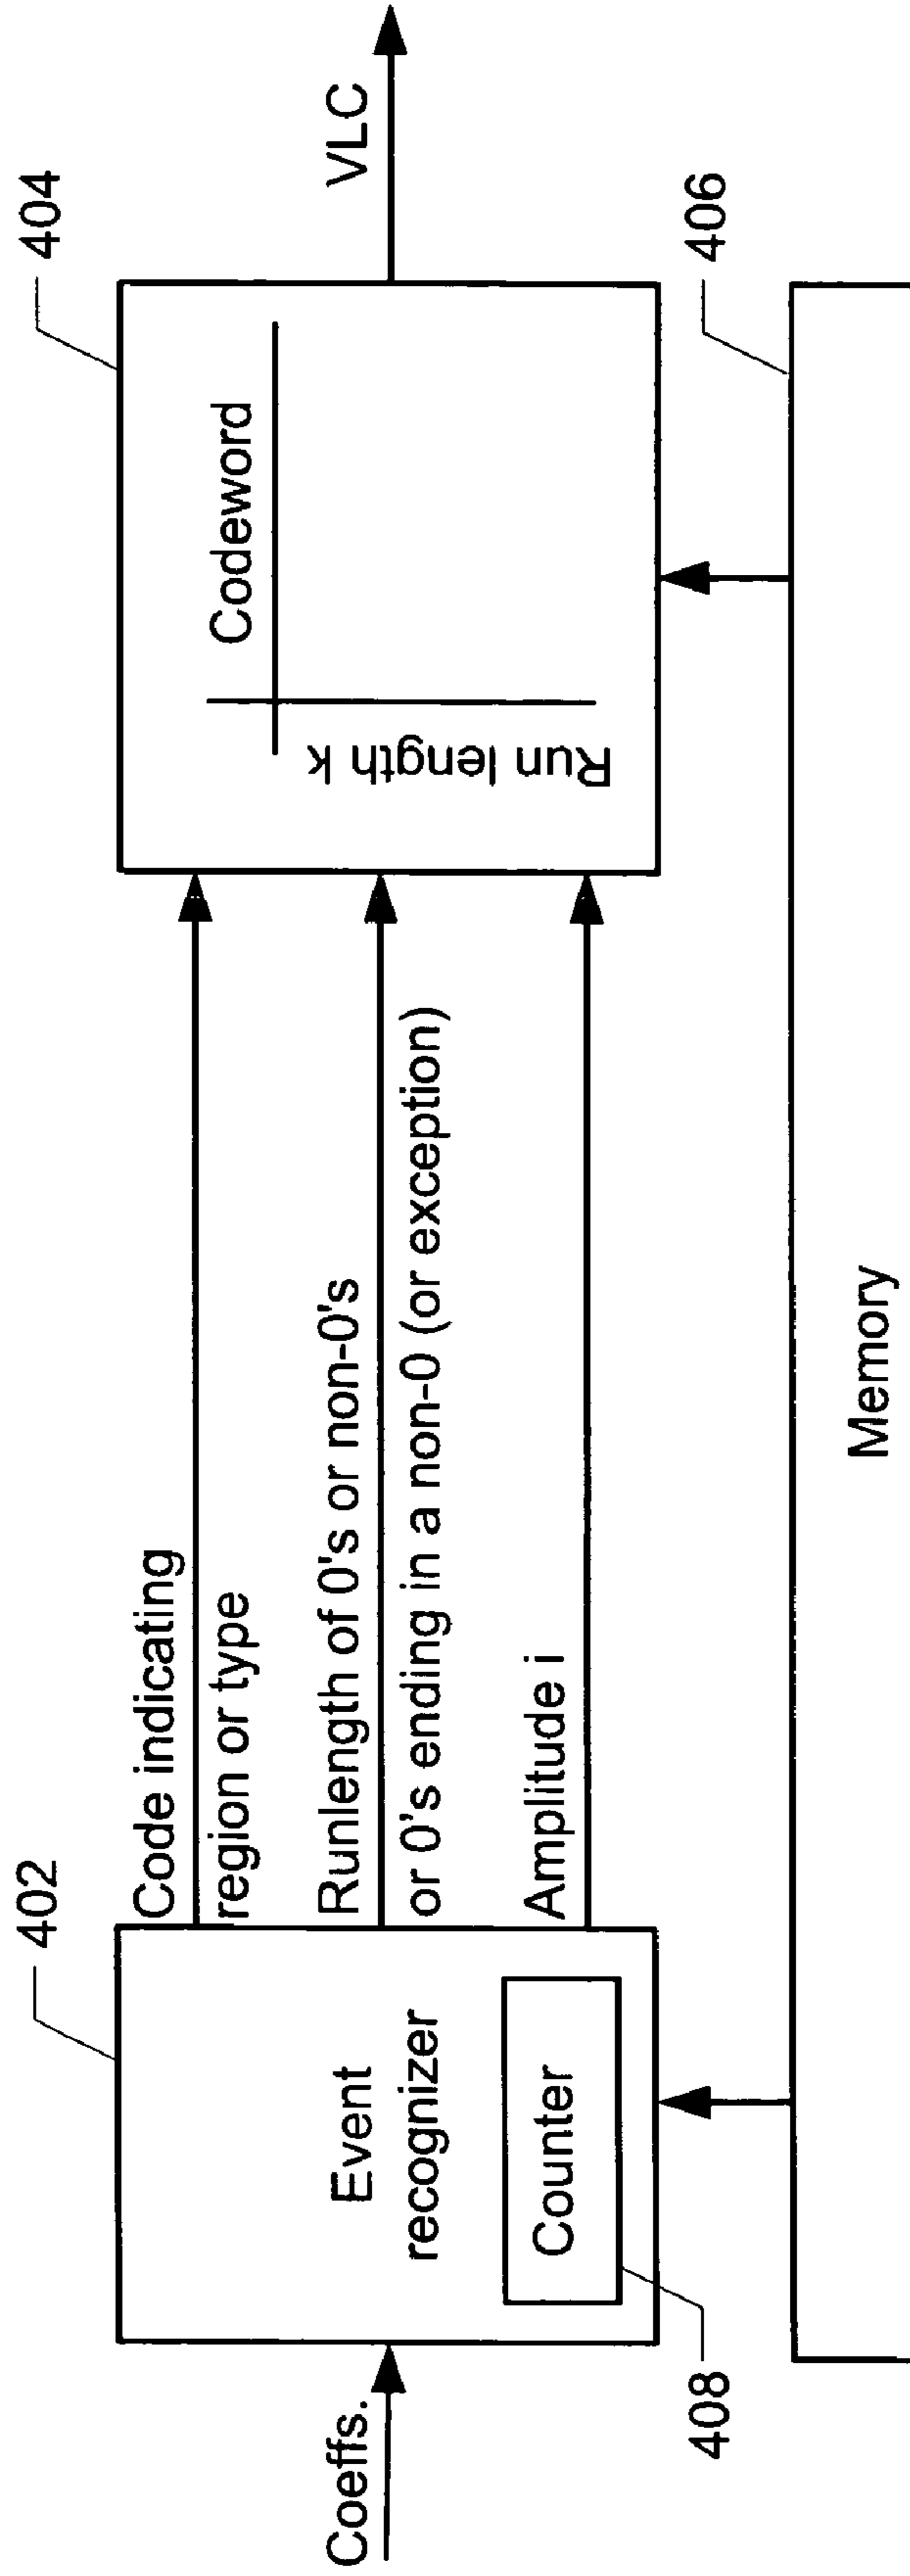 402
404
Code indicating
region or type
Coeffs.
Event
recognizer
Runlength of 0's or non-0's
or 0's ending in a non-0 (or exception)
Codeword
Run length k
VLC
Counter
Amplitude i
408
406
Memory